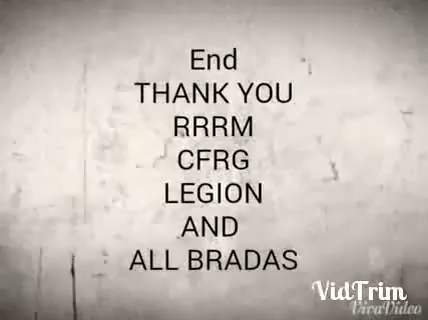 End
THANK YOU
RRRM
CFRG
LEGION
AND
ALL BRADAS
VidTrim
VivaVideo